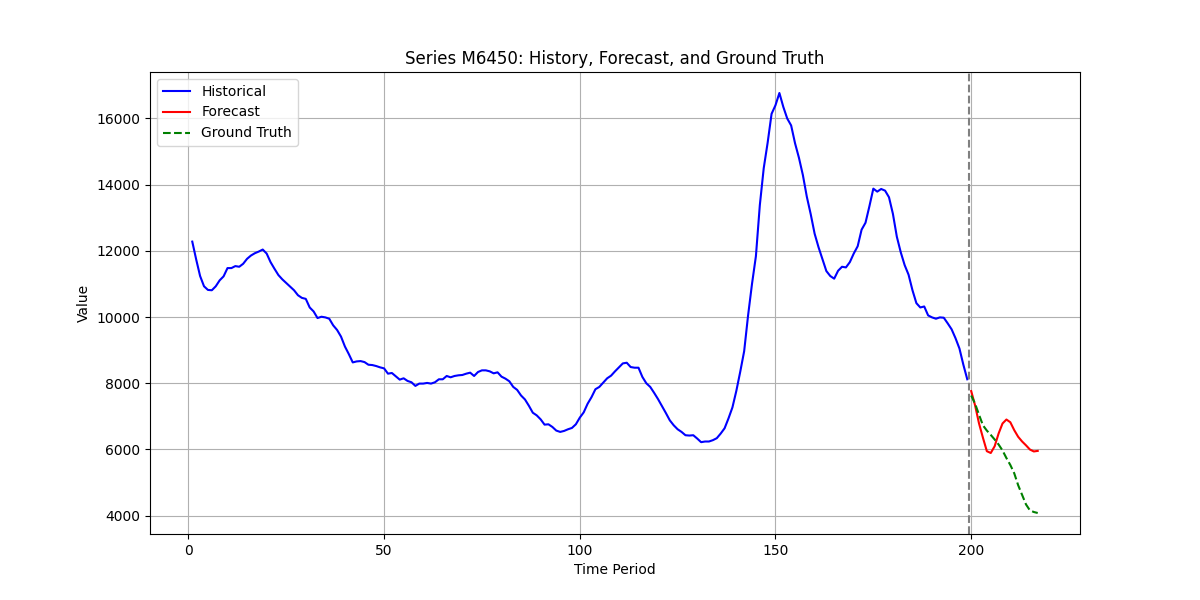 Series M6450: History, Forecast, and Ground Truth
Historical
Forecast
Ground Truth
Value
16000
14000
12000
10000
8000
6000
4000
0 50 100 150 200
Time Period